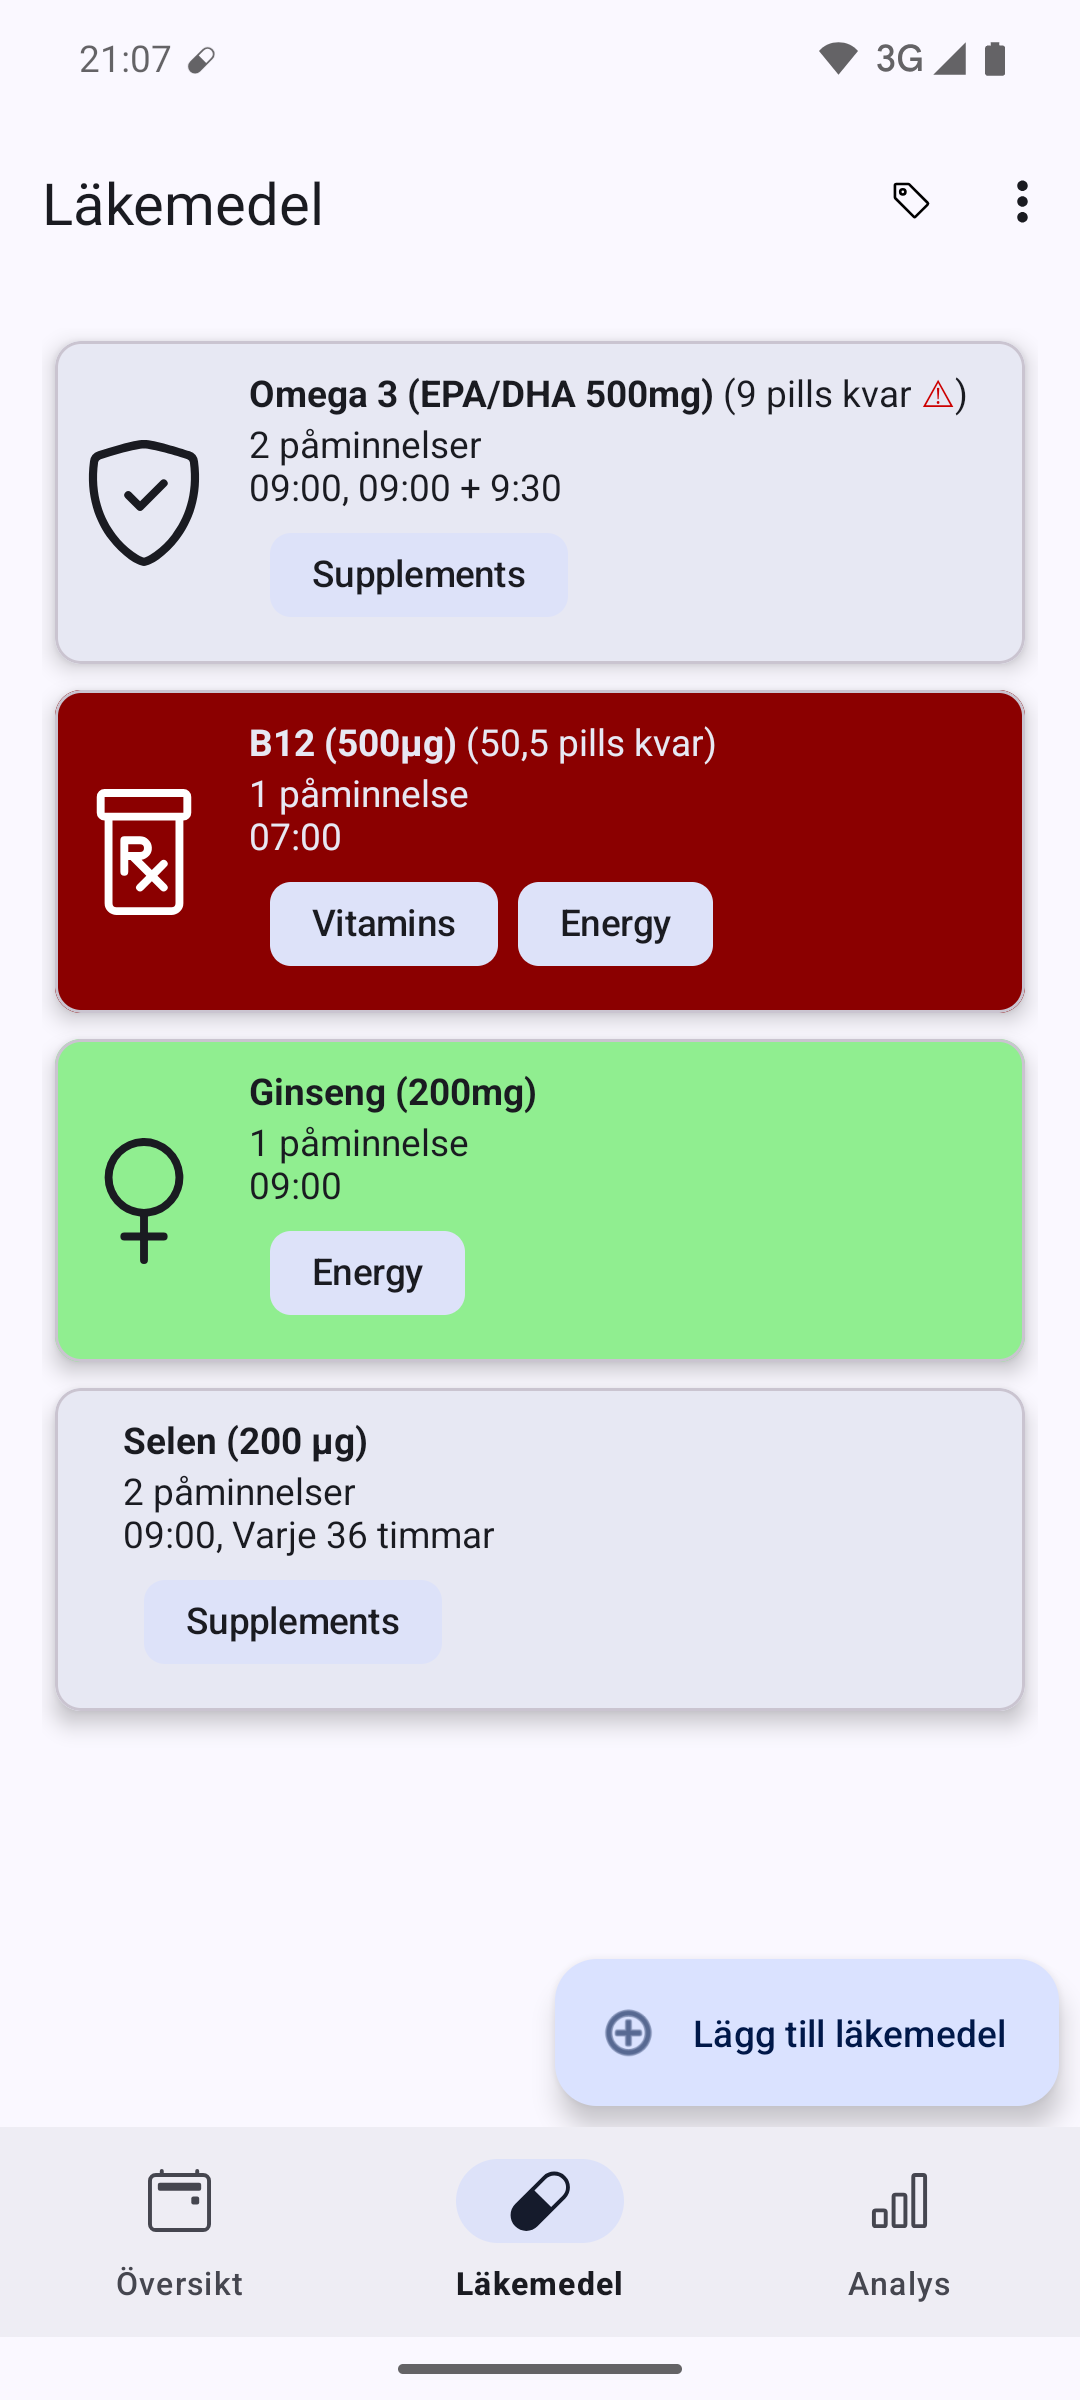 21:07 3G
Läkemedel
Omega 3 (EPA/DHA 500mg) (9 pills kvar ⚠)
2 påminnelser
09:00, 09:00 + 9:30
Supplements
B12 (500µg) (50,5 pills kvar)
1 påminnelse
07:00
Vitamins Energy
Ginseng (200mg)
1 påminnelse
09:00
Energy
Selen (200 µg)
2 påminnelser
09:00, Varje 36 timmar
Supplements
Lägg till läkemedel
Översikt Läkemedel Analys